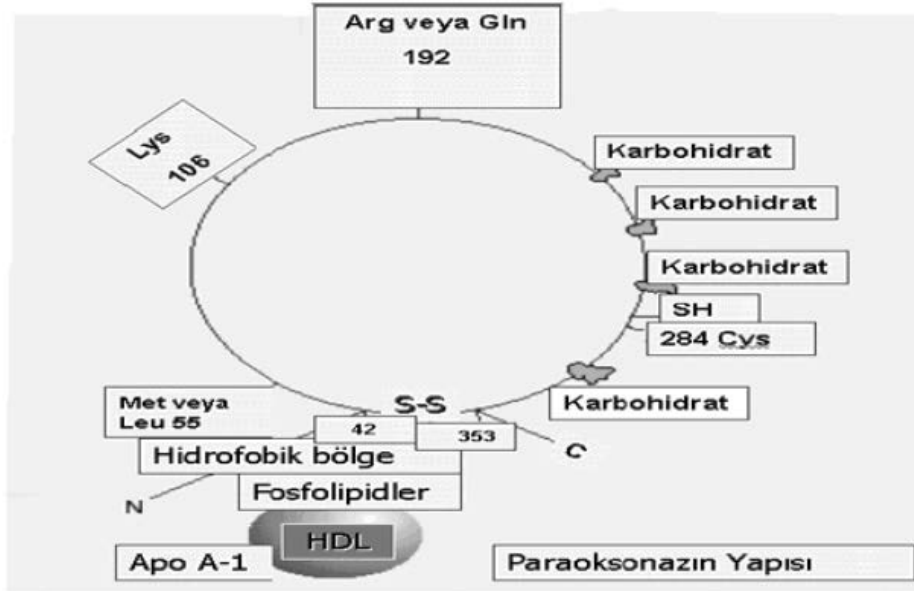 Arg veya Gln
192
Lys
106
Karbohidrat
Karbohidrat
Karbohidrat
SH
284 Cys
Karbohidrat
Met veya
Leu 55
S-S
42
353
C
Hidrofobik bölge
N
Fosfolipidler
HDL
Apo A-1
Paraoksonazın Yapısı